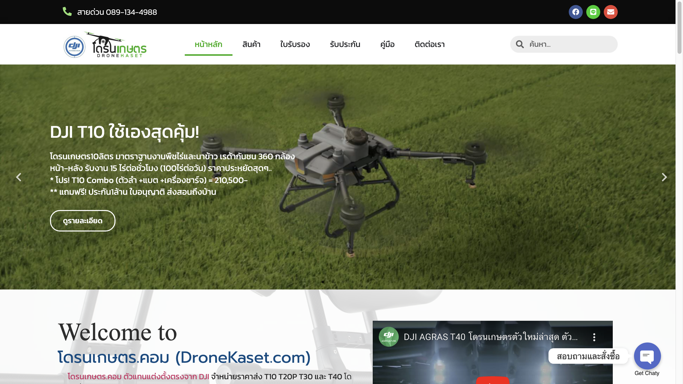 สายด่วน 089-134-4988
dji โดรนเกษตร
DRONEKASET
หน้าหลัก สินค้า ใบรับรอง รับประกัน คู่มือ ติดต่อเรา
ค้นหา...
DJI T10 ใช้เองสุดคุ้ม!
โดรนเกษตร10ลิตร มาตราฐานงานพืชไร่และนาข้าว เรด้ากันชน 360 กล้อง
หน้า-หลัง รับงาน 15 ไร่ต่อชั่วโมง (100ไร่ต่อวัน) ราคาประหยัดสุดๆ..
* โปร! T10 Combo (ตัวลำ +แบต +เครื่องชาร์จ) = 210,500-
** แถมฟรี! ประกัน1ล้าน ใบอนุญาติ ส่งสอนถึงบ้าน
ดูรายละเอียด
Welcome to
โดรนเกษตร.คอม (DroneKaset.com)
โดรนเกษตร.คอม ตัวแทนแต่งตั้งตรงจาก DJI จำหน่ายราคาส่ง T10 T20P T30 และ T40 โด
DJI AGRAS T40 โดรนเกษตรตัวใหม่ล่าสุด ตัว...
สอบถามและสั่งซื้อ
Get Chaty